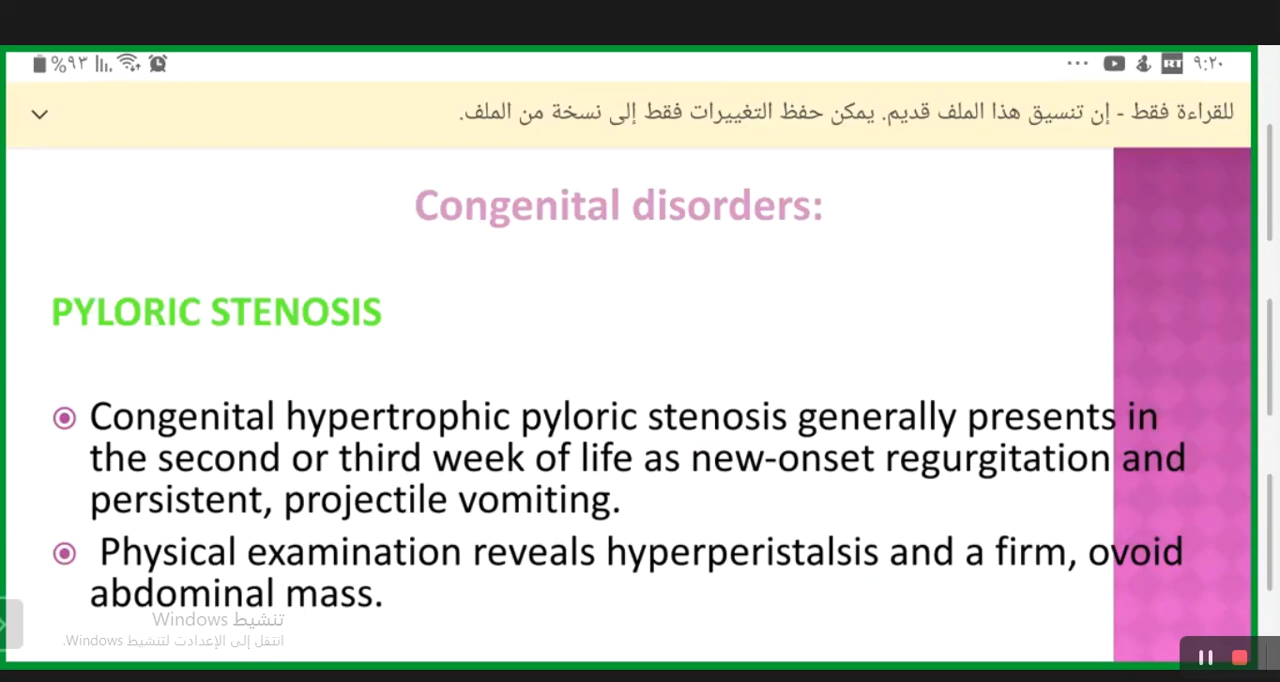 %٩٣
RT ٩:٢٠
للقراءة فقط - إن تنسيق هذا الملف قديم. يمكن حفظ التغييرات فقط إلى نسخة من الملف.
Congenital disorders:
PYLORIC STENOSIS
Congenital hypertrophic pyloric stenosis generally presents in
the second or third week of life as new-onset regurgitation and
persistent, projectile vomiting.
Physical examination reveals hyperperistalsis and a firm, ovoid
abdominal mass.
تنشيط Windows
انتقل إلى الإعدادت لتنشيط Windows.